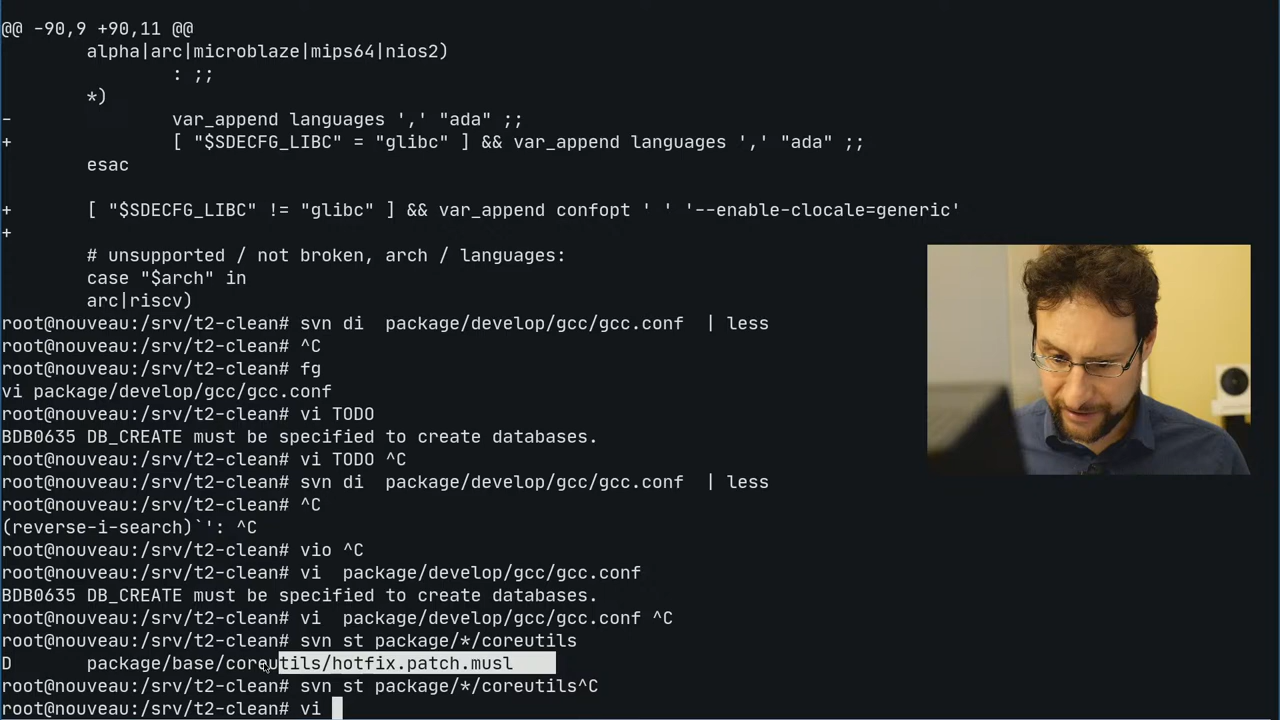 @@ -90,9 +90,11 @@
        alpha|arc|microblaze|mips64|nios2)
                : ;;
        *)
-               var_append languages ',' "ada" ;;
+               [ "$SDECFG_LIBC" = "glibc" ] && var_append languages ',' "ada" ;;
        esac
+       [ "$SDECFG_LIBC" != "glibc" ] && var_append confopt ' ' '--enable-clocale=generic'
+
        # unsupported / not broken, arch / languages:
        case "$arch" in
        arc|riscv)
root@nouveau:/srv/t2-clean# svn di  package/develop/gcc/gcc.conf  | less
root@nouveau:/srv/t2-clean# ^C
root@nouveau:/srv/t2-clean# fg
vi package/develop/gcc/gcc.conf
root@nouveau:/srv/t2-clean# vi TODO
BDB0635 DB_CREATE must be specified to create databases.
root@nouveau:/srv/t2-clean# vi TODO ^C
root@nouveau:/srv/t2-clean# svn di  package/develop/gcc/gcc.conf  | less
root@nouveau:/srv/t2-clean# ^C
(reverse-i-search)`': ^C
root@nouveau:/srv/t2-clean# vio ^C
root@nouveau:/srv/t2-clean# vi  package/develop/gcc/gcc.conf
BDB0635 DB_CREATE must be specified to create databases.
root@nouveau:/srv/t2-clean# vi  package/develop/gcc/gcc.conf ^C
root@nouveau:/srv/t2-clean# svn st package/*/coreutils
D       package/base/coreutils/hotfix.patch.musl
root@nouveau:/srv/t2-clean# svn st package/*/coreutils^C
root@nouveau:/srv/t2-clean# vi